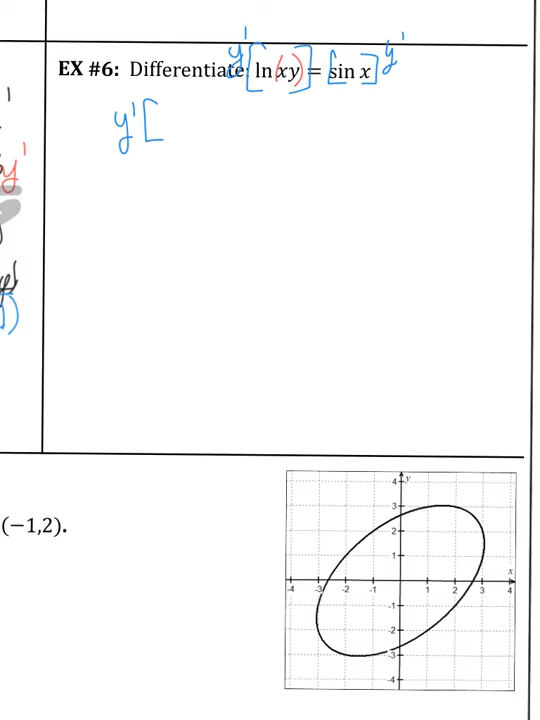 y' y'
EX #6: Differentiate: [ln(xy)] = [sin x]
y' [
y'
(−1,2).
y
4
3
2
1
x
-4 -3 -2 -1 1 2 3 4
-1
-2
-3
-4